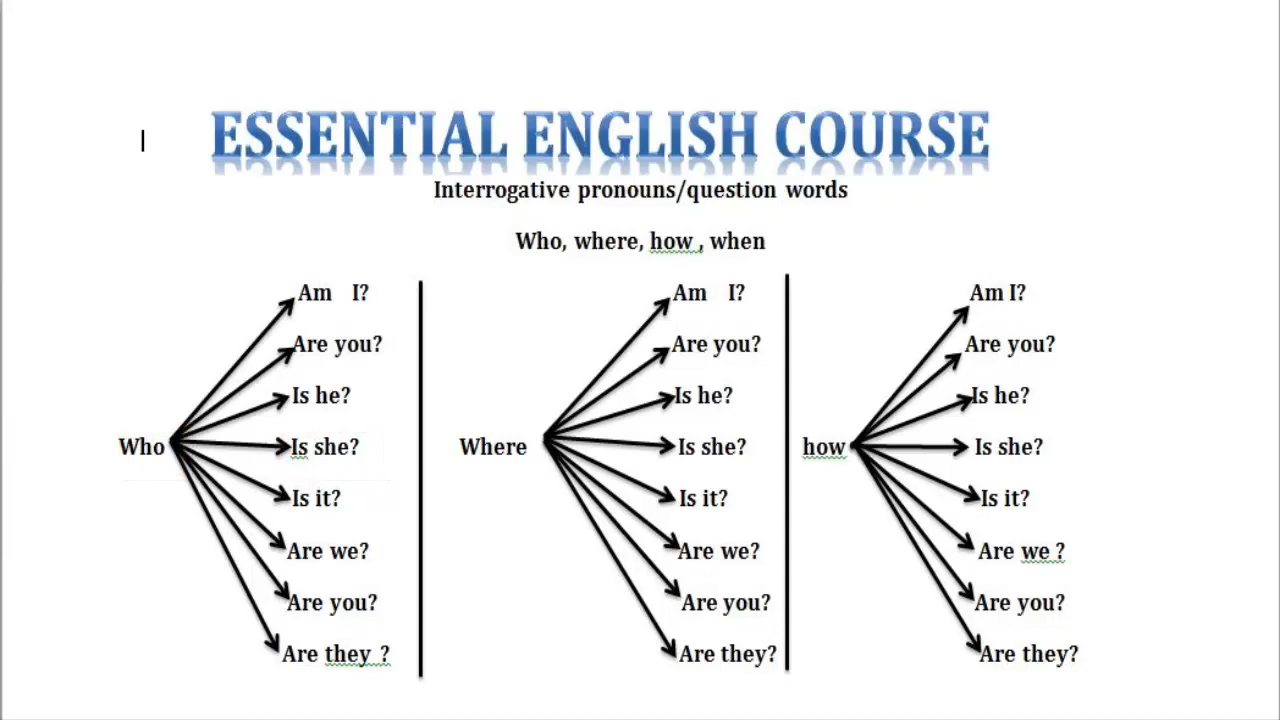 ESSENTIAL ENGLISH COURSE
Interrogative pronouns/question words
Who, where, how , when
Who
Am I?
Are you?
Is he?
Is she?
Is it?
Are we?
Are you?
Are they ?
Where
Am I?
Are you?
Is he?
Is she?
Is it?
Are we?
Are you?
Are they?
how
Am I?
Are you?
Is he?
Is she?
Is it?
Are we ?
Are you?
Are they?